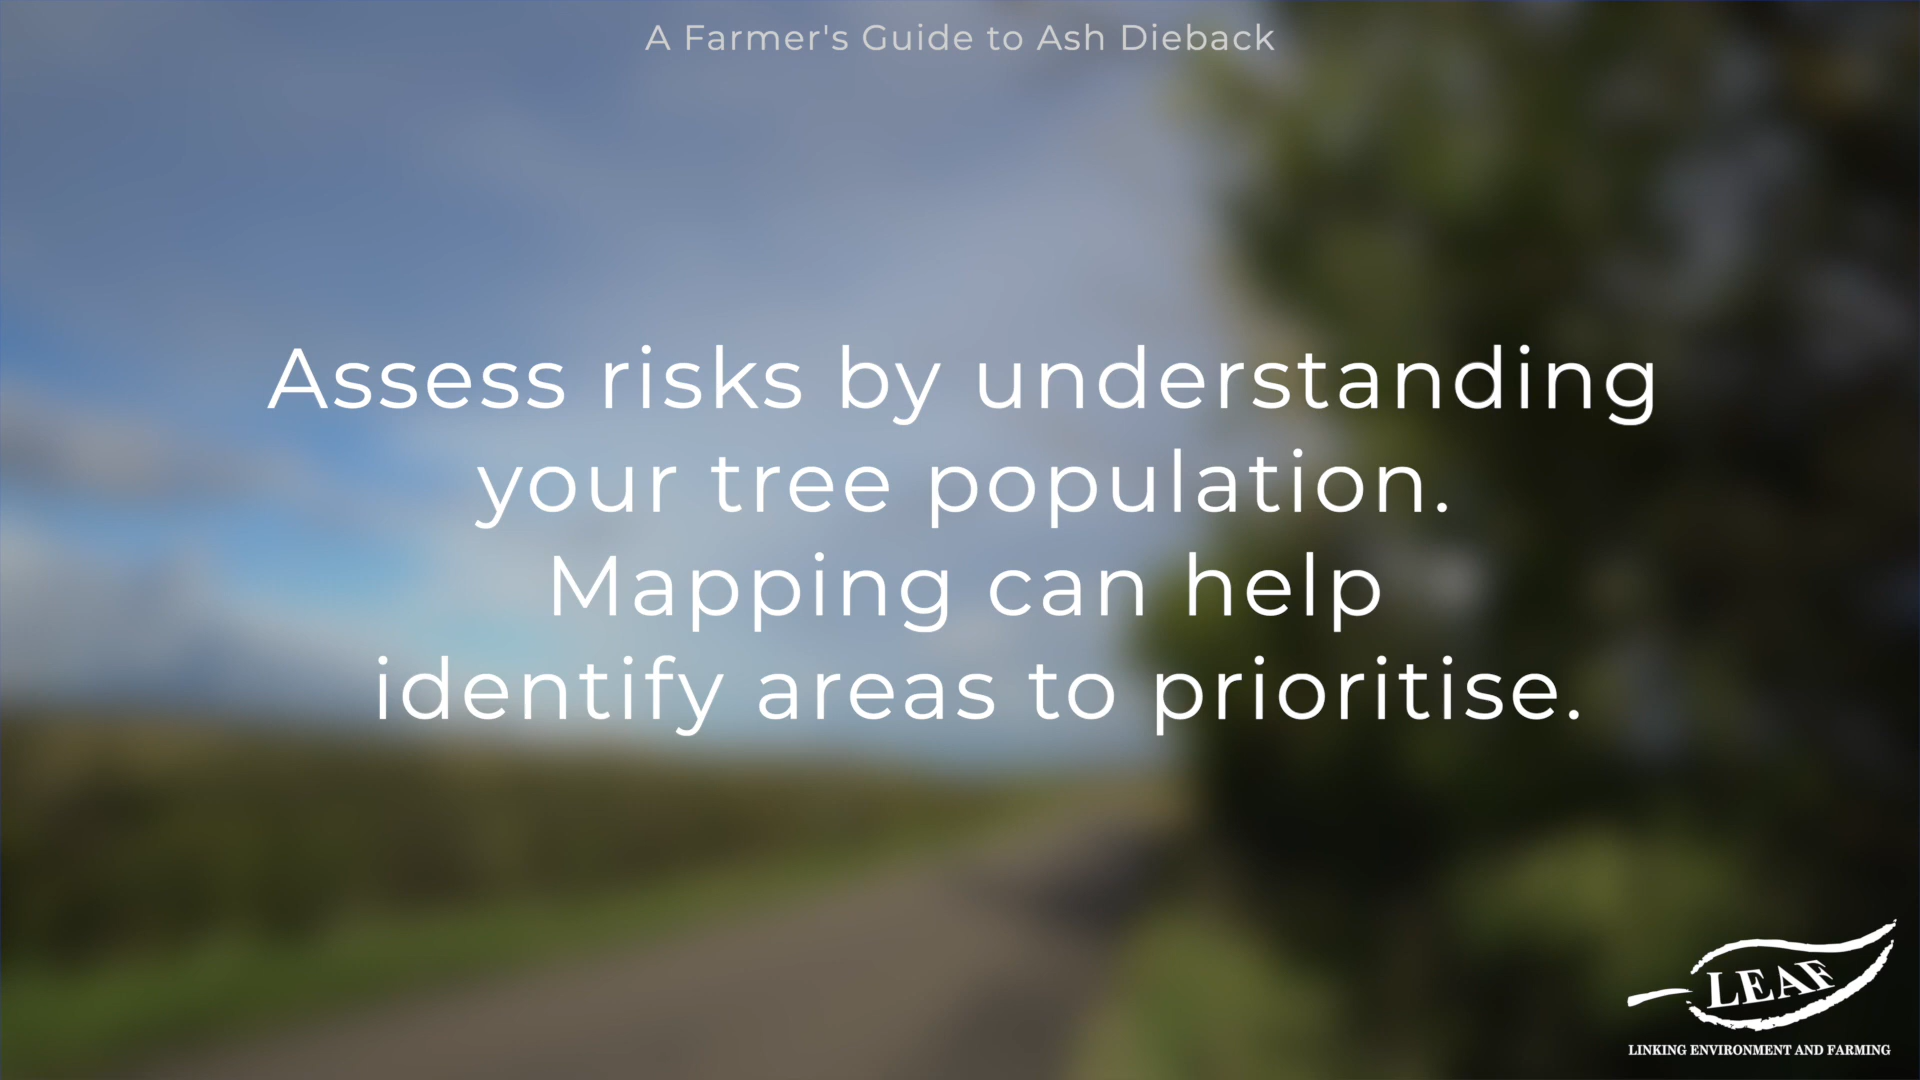 A Farmer's Guide to Ash Dieback
Assess risks by understanding
your tree population.
Mapping can help
identify areas to prioritise.
LEAF
LINKING ENVIRONMENT AND FARMING